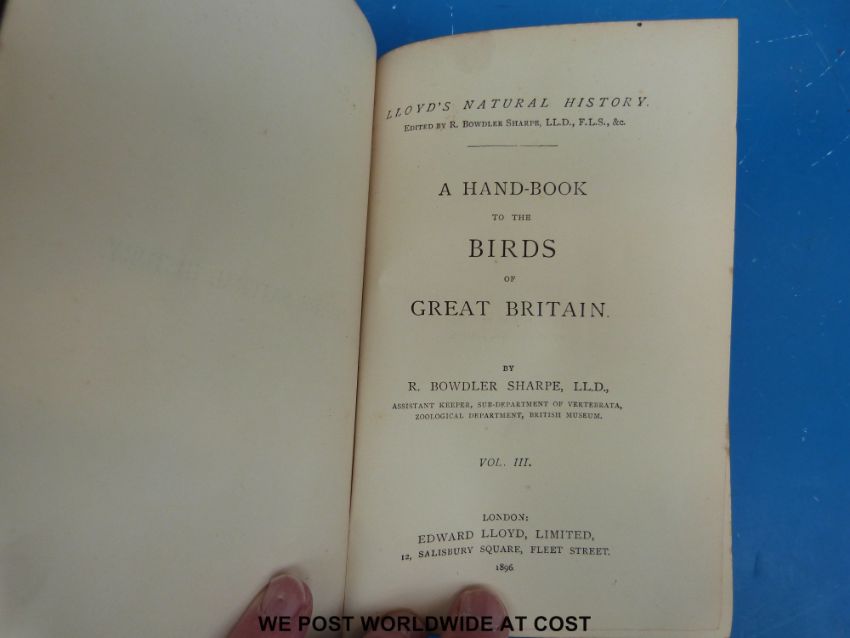 LLOYD'S NATURAL HISTORY.
EDITED BY R. BOWDLER SHARPE, LL.D., F.L.S., &c.
A HAND-BOOK
TO THE
BIRDS
OF
GREAT BRITAIN.
BY
R. BOWDLER SHARPE, LL.D.,
ASSISTANT KEEPER, SUB-DEPARTMENT OF VERTEBRATA,
ZOOLOGICAL DEPARTMENT, BRITISH MUSEUM.
VOL. III.
LONDON:
EDWARD LLOYD, LIMITED,
12, SALISBURY SQUARE, FLEET STREET.
1896.
WE POST WORLDWIDE AT COST